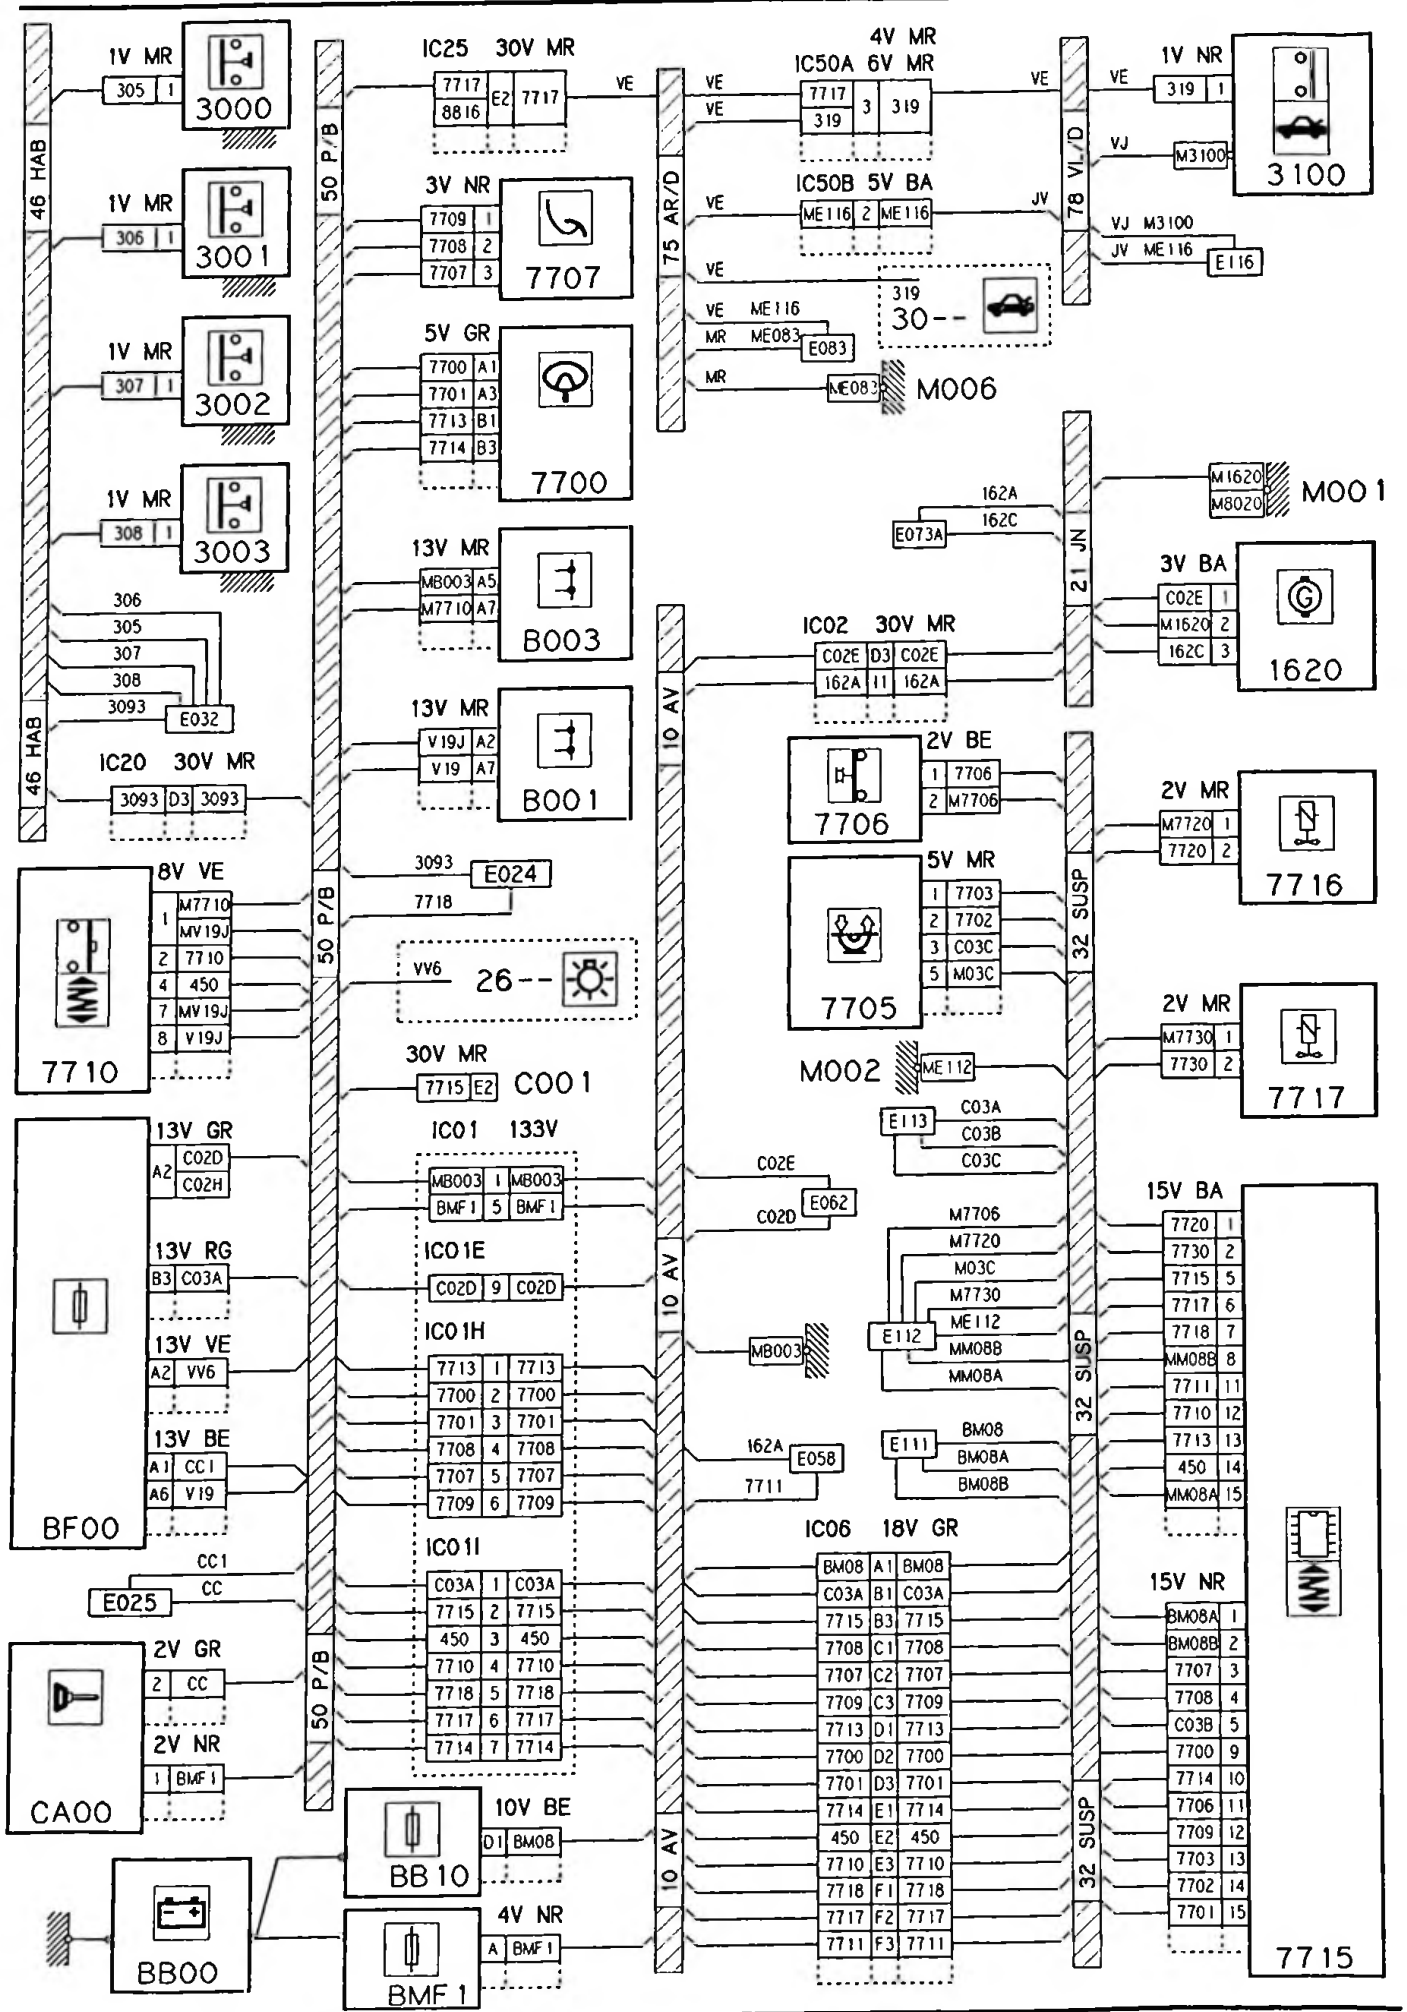 46 HAB
1V MR
305 1
3000
1V MR
306 1
3001
1V MR
307 1
3002
1V MR
308 1
3003
306
305
307
308
3093
E032
46 HAB
IC20 30V MR
3093 D3 3093
8V VE
1 M7710
MV19J
2 7710
4 450
7 MV19J
8 V19J
7710
13V GR
A2 C02D
C02H
13V RG
B3 C03A
13V VE
A2 VV6
13V BE
A1 CC1
A6 V19
BF00
CC1
CC
E025
2V GR
2 CC
2V NR
1 BMF1
CA00
BB00
50 P/B
50 P/B
50 P/B
IC25 30V MR
7717 E2 7717
8816
VE
3V NR
7709 1
7708 2
7707 3
7707
5V GR
7700 A1
7701 A3
7713 B1
7714 B3
7700
13V MR
MB003 A5
M7710 A7
B003
13V MR
V19J A2
V19 A7
B001
3093
E024
7718
VV6
26--
30V MR
7715 E2
C001
IC01 133V
MB003 1 MB003
BMF1 5 BMF1
IC01E
C02D 9 C02D
IC01H
7713 1 7713
7700 2 7700
7701 3 7701
7708 4 7708
7707 5 7707
7709 6 7709
IC01I
C03A 1 C03A
7715 2 7715
450 3 450
7710 4 7710
7718 5 7718
7717 6 7717
7714 7 7714
10V BE
D1 BM08
BB10
4V NR
A BMF1
BMF1
75 AR/D
VE
VE
4V MR
IC50A 6V MR
7717 3 319
319
VE
VE
IC50B 5V BA
ME116 2 ME116
JV
VE
319
30--
VE ME116
MR ME083
E083
MR
ME083
M006
78 VL/D
VE
1V NR
319 1
VJ
M3100
3100
VJ M3100
JV ME116
E116
10 AV
10 AV
10 AV
162A
162C
E073A
21 JN
M1620
M8020
M001
IC02 30V MR
C02E D3 C02E
162A I1 162A
3V BA
C02E 1
M1620 2
162C 3
1620
2V BE
1 7706
2 M7706
7706
5V MR
1 7703
2 7702
3 C03C
5 M03C
7705
M002
ME112
32 SUSP
2V MR
M7720 1
7720 2
7716
2V MR
M7730 1
7730 2
7717
E113
C03A
C03B
C03C
C02E
E062
C02D
M7706
M7720
M03C
M7730
ME112
E112
MM08B
MM08A
MB003
32 SUSP
162A
E058
7711
E111
BM08
BM08A
BM08B
IC06 18V GR
BM08 A1 BM08
C03A B1 C03A
7715 B3 7715
7708 C1 7708
7707 C2 7707
7709 C3 7709
7713 D1 7713
7700 D2 7700
7701 D3 7701
7714 E1 7714
450 E2 450
7710 E3 7710
7718 F1 7718
7717 F2 7717
7711 F3 7711
32 SUSP
15V BA
7720 1
7730 2
7715 5
7717 6
7718 7
MM08B 8
7711 11
7710 12
7713 13
450 14
MM08A 15
15V NR
BM08A 1
BM08B 2
7707 3
7708 4
C03B 5
7700 9
7714 10
7706 11
7709 12
7703 13
7702 14
7701 15
7715